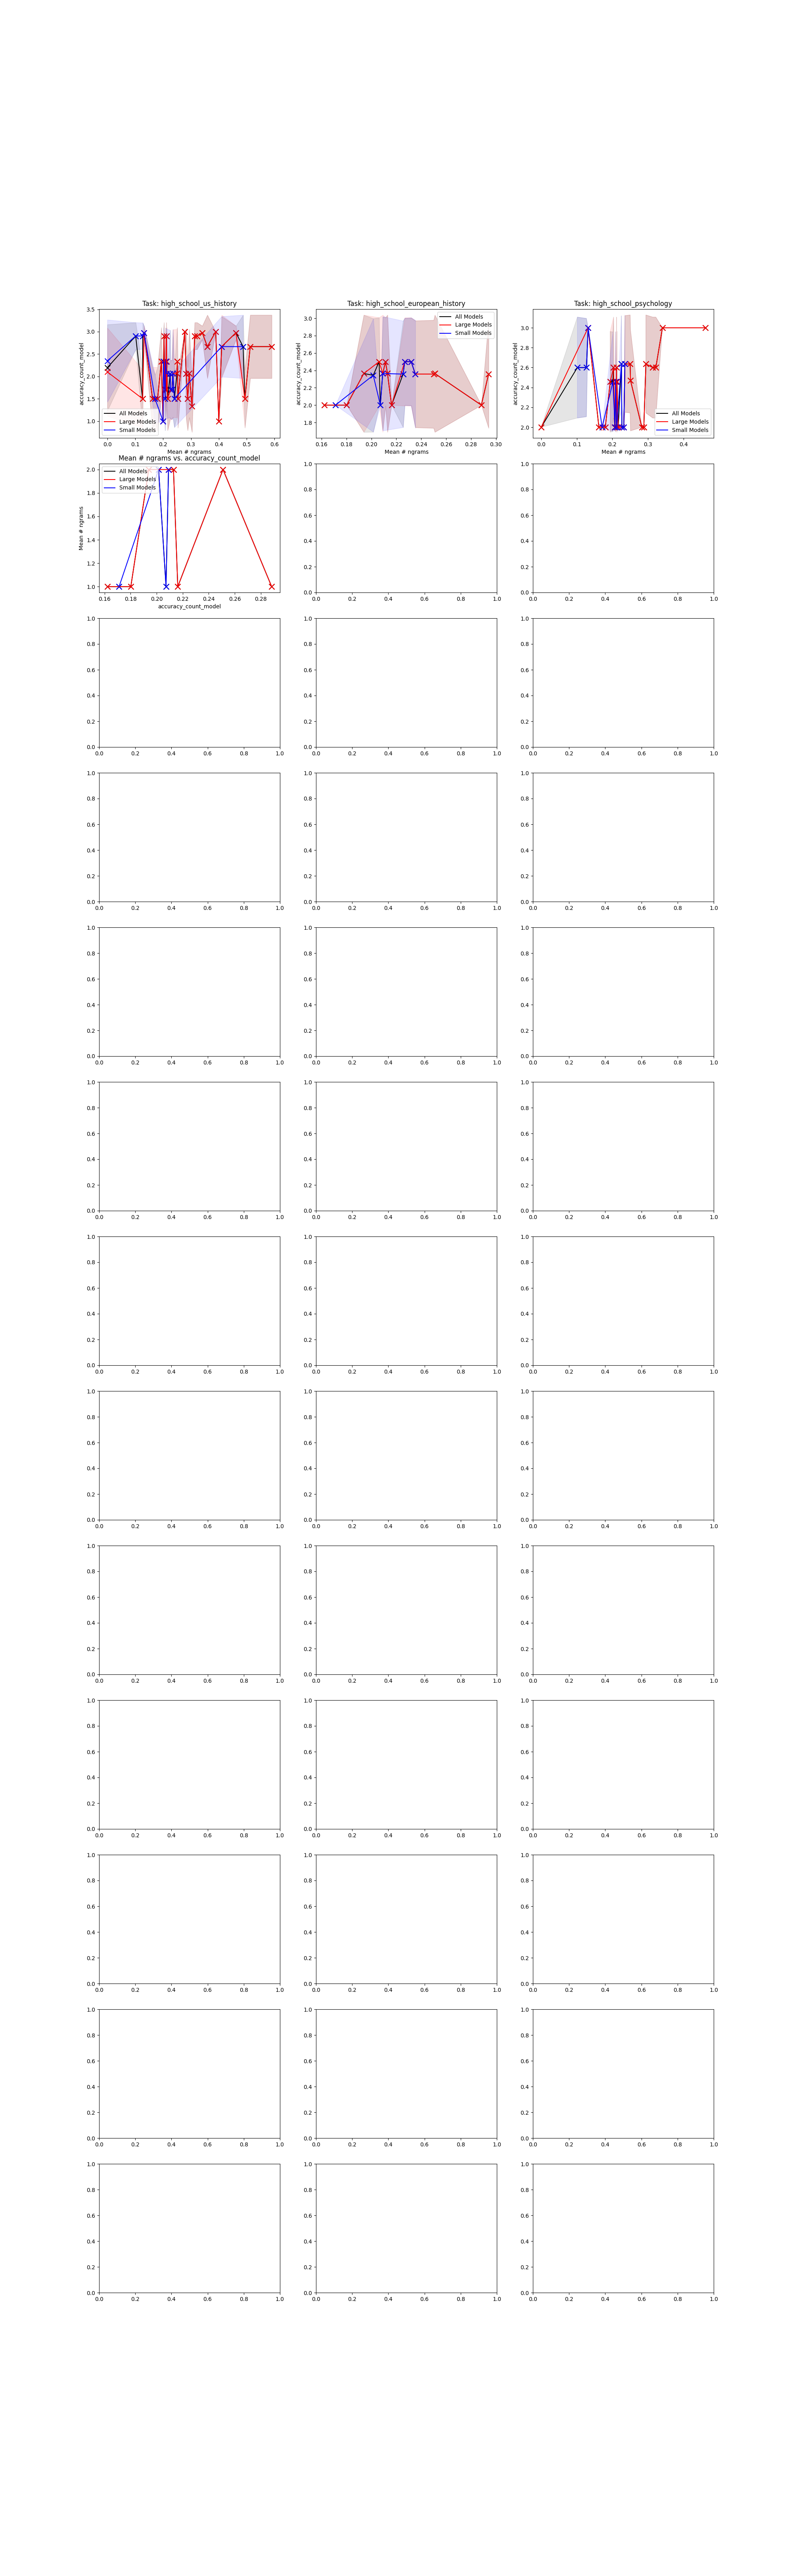 Task: high_school_us_history
accuracy_count_model
3.5
3.0
2.5
2.0
1.5
1.0
All Models
Large Models
Small Models
0.0 0.1 0.2 0.3 0.4 0.5 0.6
Mean # ngrams
Task: high_school_european_history
accuracy_count_model
3.0
2.8
2.6
2.4
2.2
2.0
1.8
All Models
Large Models
Small Models
0.16 0.18 0.20 0.22 0.24 0.26 0.28 0.30
Mean # ngrams
Task: high_school_psychology
accuracy_count_model
3.0
2.8
2.6
2.4
2.2
2.0
All Models
Large Models
Small Models
0.0 0.1 0.2 0.3 0.4
Mean # ngrams
Mean # ngrams vs. accuracy_count_model
Mean # ngrams
2.0
1.8
1.6
1.4
1.2
1.0
All Models
Large Models
Small Models
0.16 0.18 0.20 0.22 0.24 0.26 0.28
accuracy_count_model
1.0 1.0
0.8 0.8
0.6 0.6
0.4 0.4
0.2 0.2
0.0 0.0
0.0 0.2 0.4 0.6 0.8 1.0 0.0 0.2 0.4 0.6 0.8 1.0
1.0 1.0 1.0
0.8 0.8 0.8
0.6 0.6 0.6
0.4 0.4 0.4
0.2 0.2 0.2
0.0 0.0 0.0
0.0 0.2 0.4 0.6 0.8 1.0 0.0 0.2 0.4 0.6 0.8 1.0 0.0 0.2 0.4 0.6 0.8 1.0
1.0 1.0 1.0
0.8 0.8 0.8
0.6 0.6 0.6
0.4 0.4 0.4
0.2 0.2 0.2
0.0 0.0 0.0
0.0 0.2 0.4 0.6 0.8 1.0 0.0 0.2 0.4 0.6 0.8 1.0 0.0 0.2 0.4 0.6 0.8 1.0
1.0 1.0 1.0
0.8 0.8 0.8
0.6 0.6 0.6
0.4 0.4 0.4
0.2 0.2 0.2
0.0 0.0 0.0
0.0 0.2 0.4 0.6 0.8 1.0 0.0 0.2 0.4 0.6 0.8 1.0 0.0 0.2 0.4 0.6 0.8 1.0
1.0 1.0 1.0
0.8 0.8 0.8
0.6 0.6 0.6
0.4 0.4 0.4
0.2 0.2 0.2
0.0 0.0 0.0
0.0 0.2 0.4 0.6 0.8 1.0 0.0 0.2 0.4 0.6 0.8 1.0 0.0 0.2 0.4 0.6 0.8 1.0
1.0 1.0 1.0
0.8 0.8 0.8
0.6 0.6 0.6
0.4 0.4 0.4
0.2 0.2 0.2
0.0 0.0 0.0
0.0 0.2 0.4 0.6 0.8 1.0 0.0 0.2 0.4 0.6 0.8 1.0 0.0 0.2 0.4 0.6 0.8 1.0
1.0 1.0 1.0
0.8 0.8 0.8
0.6 0.6 0.6
0.4 0.4 0.4
0.2 0.2 0.2
0.0 0.0 0.0
0.0 0.2 0.4 0.6 0.8 1.0 0.0 0.2 0.4 0.6 0.8 1.0 0.0 0.2 0.4 0.6 0.8 1.0
1.0 1.0 1.0
0.8 0.8 0.8
0.6 0.6 0.6
0.4 0.4 0.4
0.2 0.2 0.2
0.0 0.0 0.0
0.0 0.2 0.4 0.6 0.8 1.0 0.0 0.2 0.4 0.6 0.8 1.0 0.0 0.2 0.4 0.6 0.8 1.0
1.0 1.0 1.0
0.8 0.8 0.8
0.6 0.6 0.6
0.4 0.4 0.4
0.2 0.2 0.2
0.0 0.0 0.0
0.0 0.2 0.4 0.6 0.8 1.0 0.0 0.2 0.4 0.6 0.8 1.0 0.0 0.2 0.4 0.6 0.8 1.0
1.0 1.0 1.0
0.8 0.8 0.8
0.6 0.6 0.6
0.4 0.4 0.4
0.2 0.2 0.2
0.0 0.0 0.0
0.0 0.2 0.4 0.6 0.8 1.0 0.0 0.2 0.4 0.6 0.8 1.0 0.0 0.2 0.4 0.6 0.8 1.0
1.0 1.0 1.0
0.8 0.8 0.8
0.6 0.6 0.6
0.4 0.4 0.4
0.2 0.2 0.2
0.0 0.0 0.0
0.0 0.2 0.4 0.6 0.8 1.0 0.0 0.2 0.4 0.6 0.8 1.0 0.0 0.2 0.4 0.6 0.8 1.0
1.0 1.0 1.0
0.8 0.8 0.8
0.6 0.6 0.6
0.4 0.4 0.4
0.2 0.2 0.2
0.0 0.0 0.0
0.0 0.2 0.4 0.6 0.8 1.0 0.0 0.2 0.4 0.6 0.8 1.0 0.0 0.2 0.4 0.6 0.8 1.0